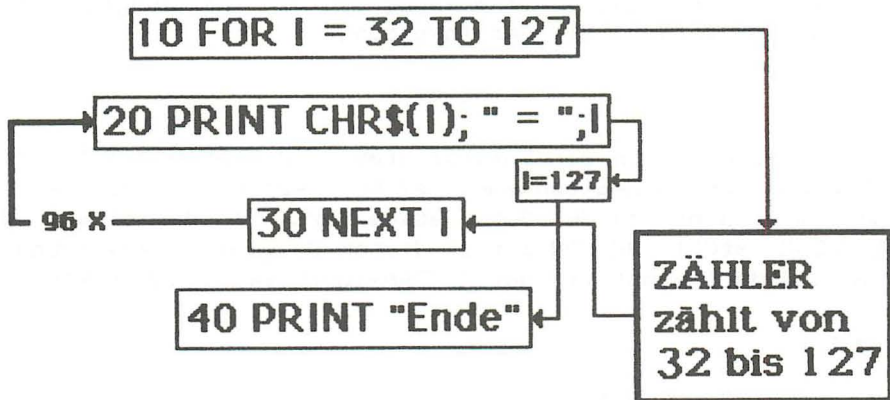 10 FOR I = 32 TO 127
20 PRINT CHR$(I); " = ";I
I=127
96 X
30 NEXT I
40 PRINT "Ende"
ZÄHLER
zählt von
32 bis 127